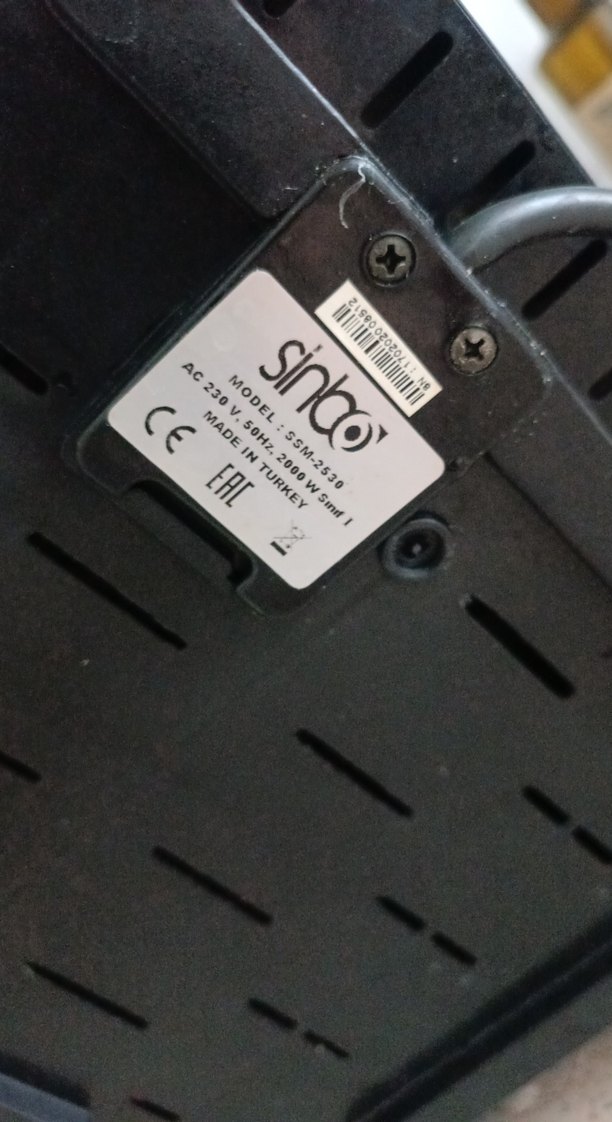 sinbo
MODEL : SSM-2530
AC 230 V, 50Hz, 2000 W Sınıf I
MADE IN TURKEY
CE
EAC